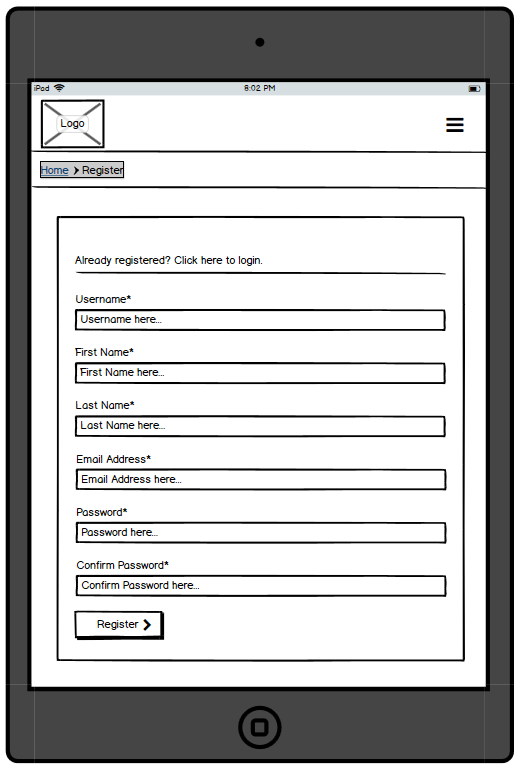 iPad 8:02 PM
Logo
Home > Register
Already registered? Click here to login.
Username*
Username here...
First Name*
First Name here...
Last Name*
Last Name here...
Email Address*
Email Address here...
Password*
Password here...
Confirm Password*
Confirm Password here...
Register >